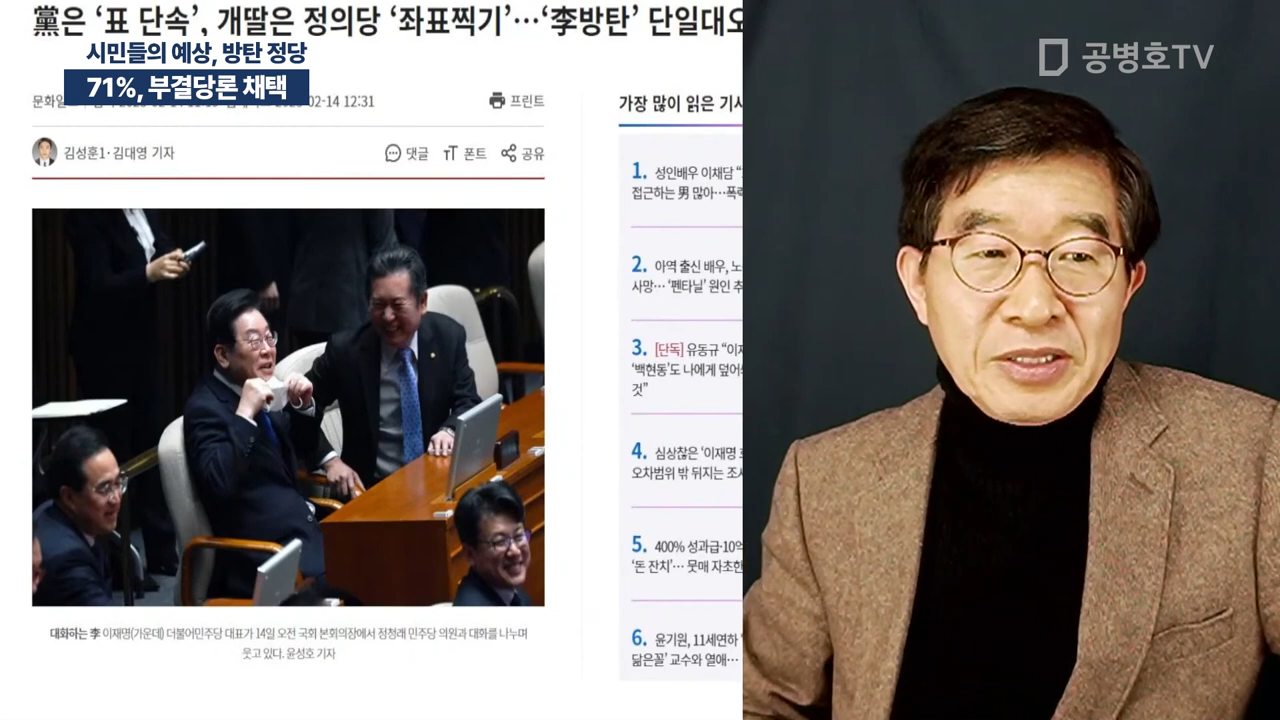 黨은 ‘표 단속’, 개딸은 정의당 ‘좌표찍기’…‘李방탄’ 단일대오
시민들의 예상, 방탄 정당
71%, 부결당론 채택
문화일
02-14 12:31
프린트
김성훈1·김대영 기자
댓글
폰트
공유
대화하는 李 이재명(가운데) 더불어민주당 대표가 14일 오전 국회 본회의장에서 정청래 민주당 의원과 대화를 나누며
웃고 있다. 윤성호 기자
가장 많이 읽은 기사
1. 성인배우 이채담 “
접근하는 男 많아…폭력
2. 아역 출신 배우, 노
사망… ‘펜타닐’ 원인 추
3. [단독] 유동규 “이재
‘백현동’도 나에게 덮어
것”
4. 심상찮은 ‘이재명
오차범위 밖 뒤지는 조사
5. 400% 성과급·10억
‘돈 잔치’… 뭇매 자초한
6. 윤기원, 11세연하
닮은꼴’ 교수와 열애…
공병호TV